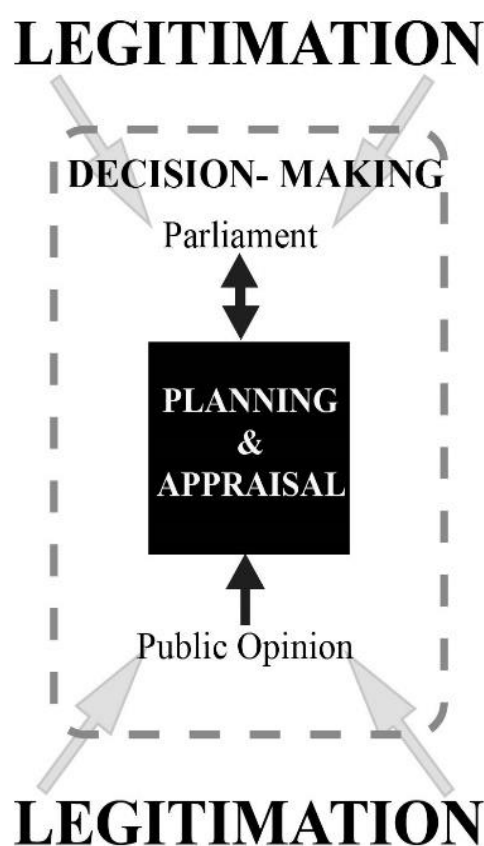 LEGITIMATION
DECISION- MAKING
Parliament
PLANNING
&
APPRAISAL
Public Opinion
LEGITIMATION